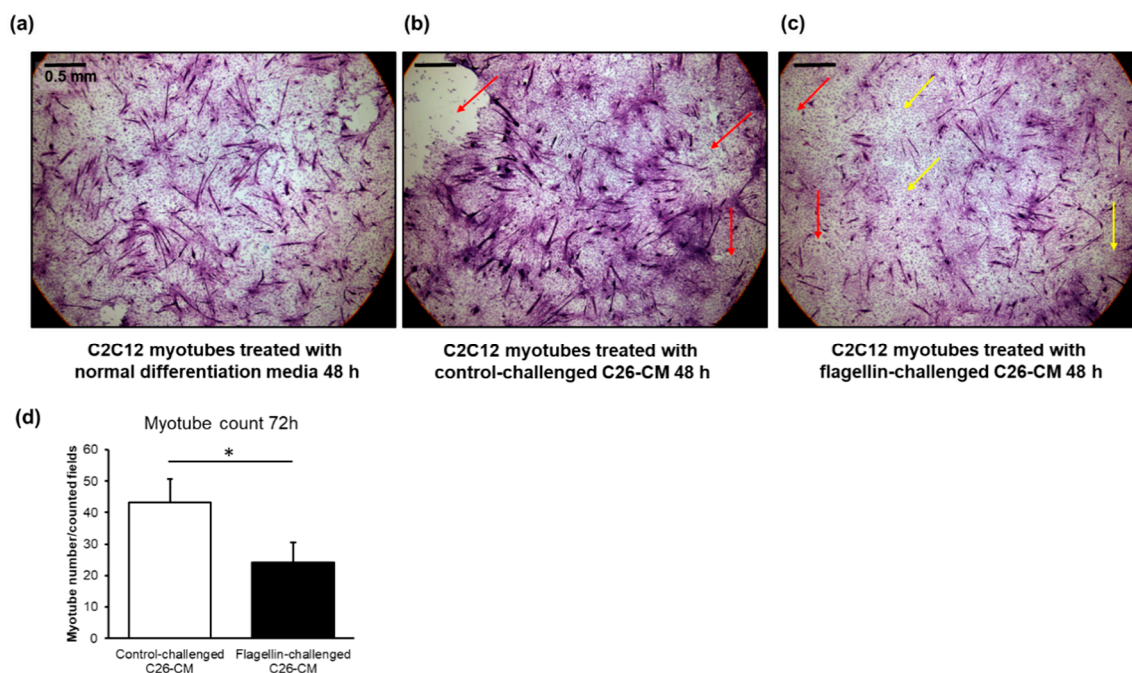 (a)
(b)
(c)
0.5 mm
C2C12 myotubes treated with
normal differentiation media 48 h
C2C12 myotubes treated with
control-challenged C26-CM 48 h
C2C12 myotubes treated with
flagellin-challenged C26-CM 48 h
(d)
Myotube count 72h
Myotube number/counted fields
60
50
40
30
20
10
0
*
Control-challenged
C26-CM
Flagellin-challenged
C26-CM